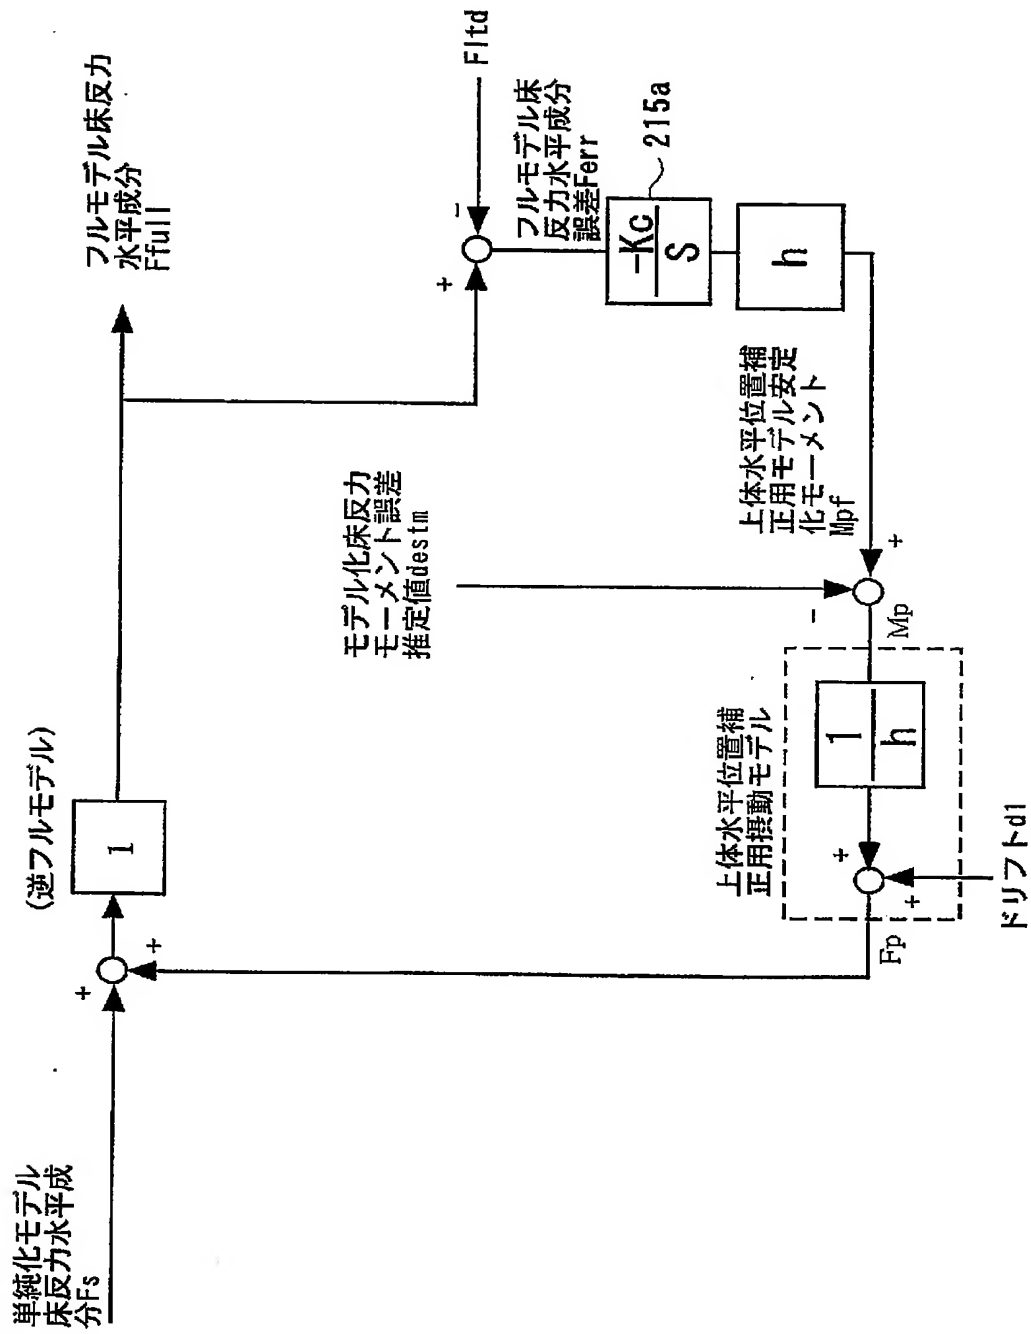 単純化モデル
床反力水平成
分Fs
+
+
(逆フルモデル)
1
フルモデル床反力
水平成分
Ffull
+
-
Fltd
フルモデル床
反力水平成分
誤差Ferr
-Kc
S
215a
h
モデル化床反力
モーメント誤差
推定値destm
上体水平位置補
正用モデル安定
化モーメント
Mpf
+
-
Mp
上体水平位置補
正用摂動モデル
1
h
+
+
Fp
ドリフトd1